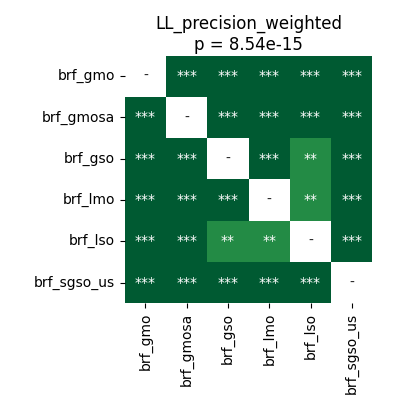 LL_precision_weighted
p = 8.54e-15
brf_gmo - *** *** *** *** ***
brf_gmosa *** - *** *** *** ***
brf_gso *** *** - *** ** ***
brf_lmo *** *** *** - ** ***
brf_lso *** *** ** ** - ***
brf_sgso_us *** *** *** *** *** -
brf_gmo
brf_gmosa
brf_gso
brf_lmo
brf_lso
brf_sgso_us